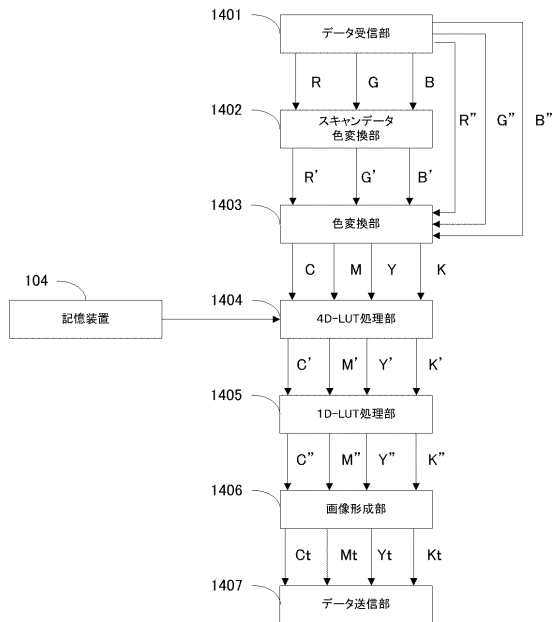 1401
データ受信部
R G B
R” G” B”
1402
スキャンデータ
色変換部
R’ G’ B’
1403
色変換部
C M Y K
104
記憶装置
1404
4D-LUT処理部
C’ M’ Y’ K’
1405
1D-LUT処理部
C” M” Y” K”
1406
画像形成部
Ct Mt Yt Kt
1407
データ送信部